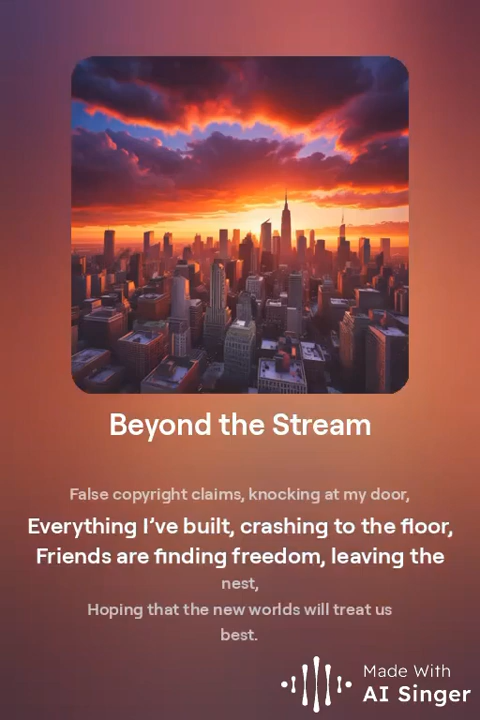 Beyond the Stream
False copyright claims, knocking at my door,
Everything I’ve built, crashing to the floor,
Friends are finding freedom, leaving the
nest,
Hoping that the new worlds will treat us
best.
Made With
AI Singer